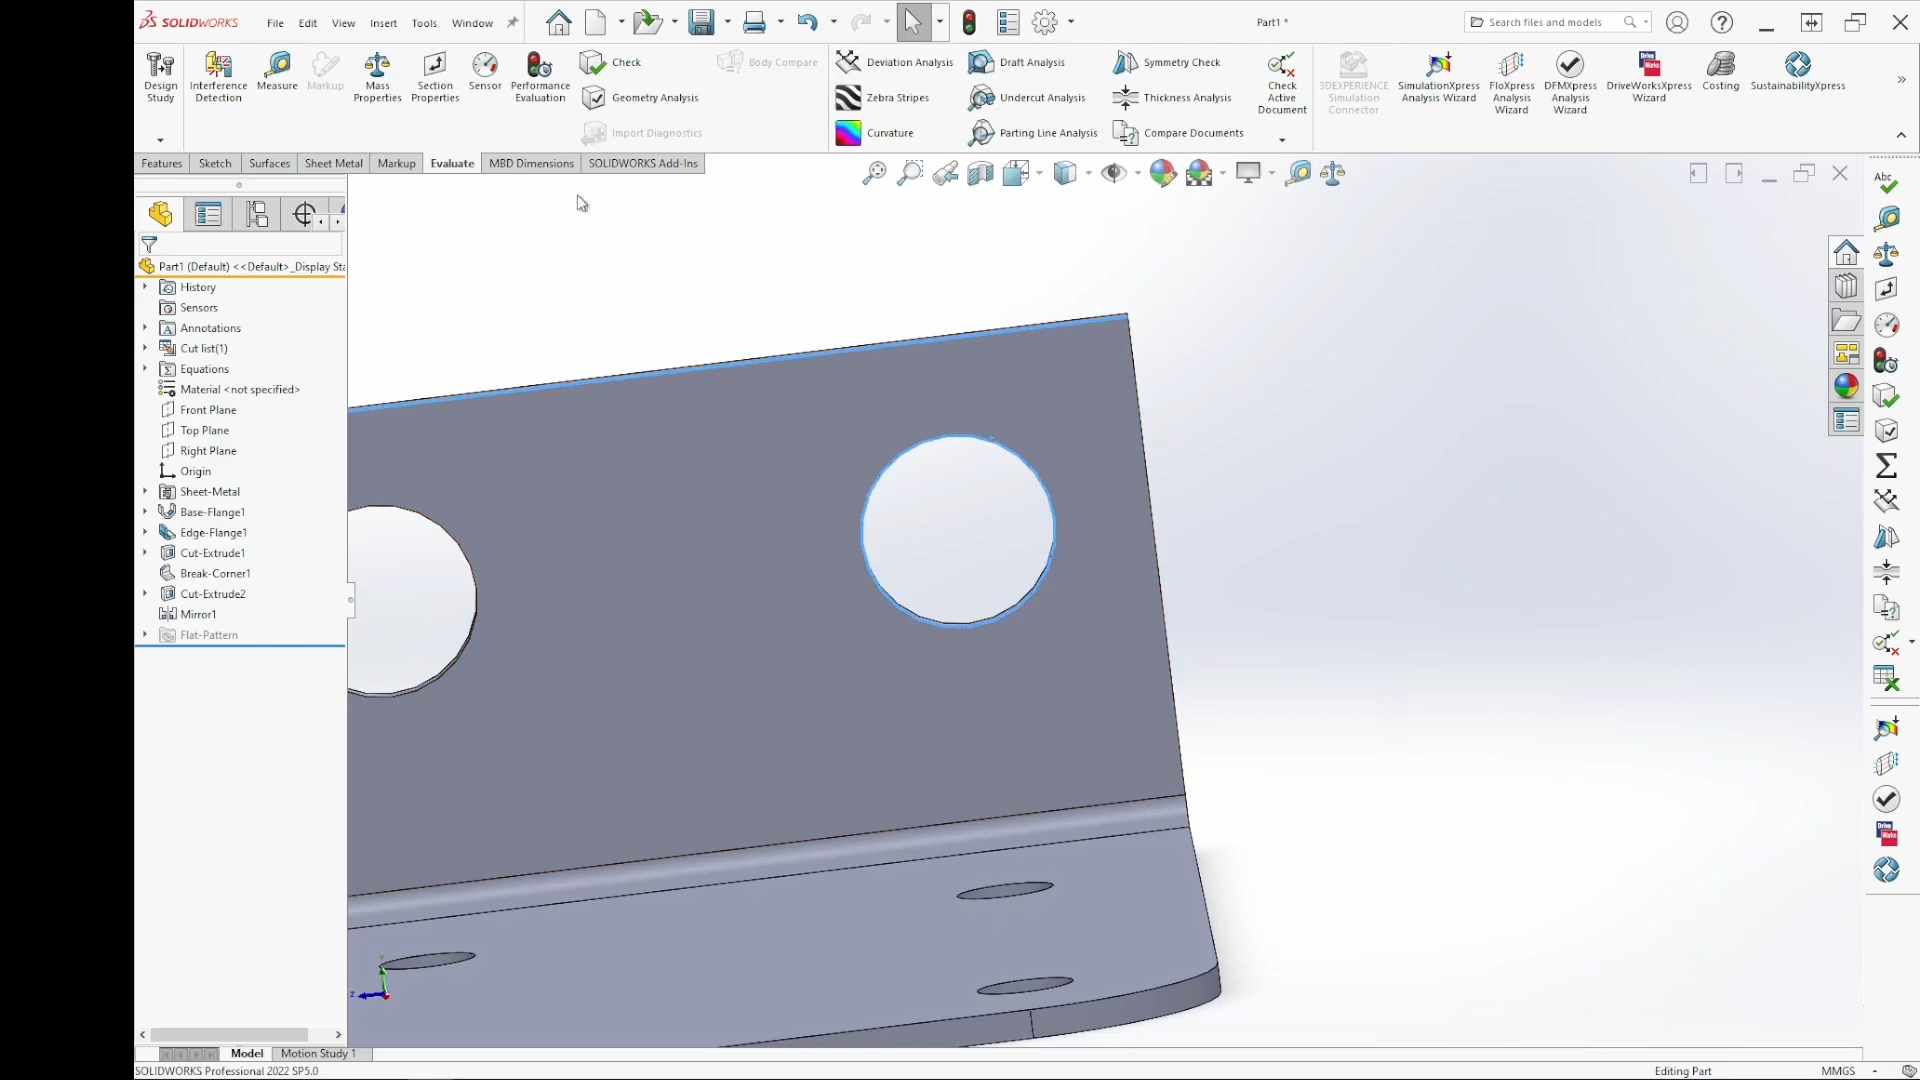 SOLIDWORKS File Edit View Insert Tools Window Part1 * Search files and models
Design Study
Interference Detection
Measure
Markup
Mass Properties
Section Properties
Sensor
Performance Evaluation
Check
Geometry Analysis
Import Diagnostics
Body Compare
Deviation Analysis
Zebra Stripes
Curvature
Draft Analysis
Undercut Analysis
Parting Line Analysis
Symmetry Check
Thickness Analysis
Compare Documents
Check Active Document
3DEXPERIENCE Simulation Connector
SimulationXpress Analysis Wizard
FloXpress Analysis Wizard
DFMXpress Analysis Wizard
DriveWorksXpress Wizard
Costing
SustainabilityXpress
Features Sketch Surfaces Sheet Metal Markup Evaluate MBD Dimensions SOLIDWORKS Add-Ins
Part1 (Default) <<Default>_Display Sta
History
Sensors
Annotations
Cut list(1)
Equations
Material <not specified>
Front Plane
Top Plane
Right Plane
Origin
Sheet-Metal
Base-Flange1
Edge-Flange1
Cut-Extrude1
Break-Corner1
Cut-Extrude2
Mirror1
Flat-Pattern
Abc
Y
Z
Model Motion Study 1
SOLIDWORKS Professional 2022 SP5.0 Editing Part MMGS